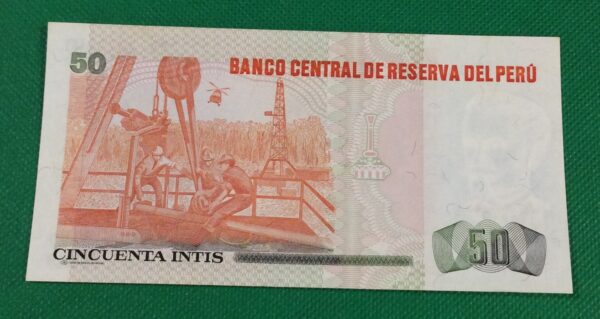 50
BANCO CENTRAL DE RESERVA DEL PERÚ
CINCUENTA INTIS
50